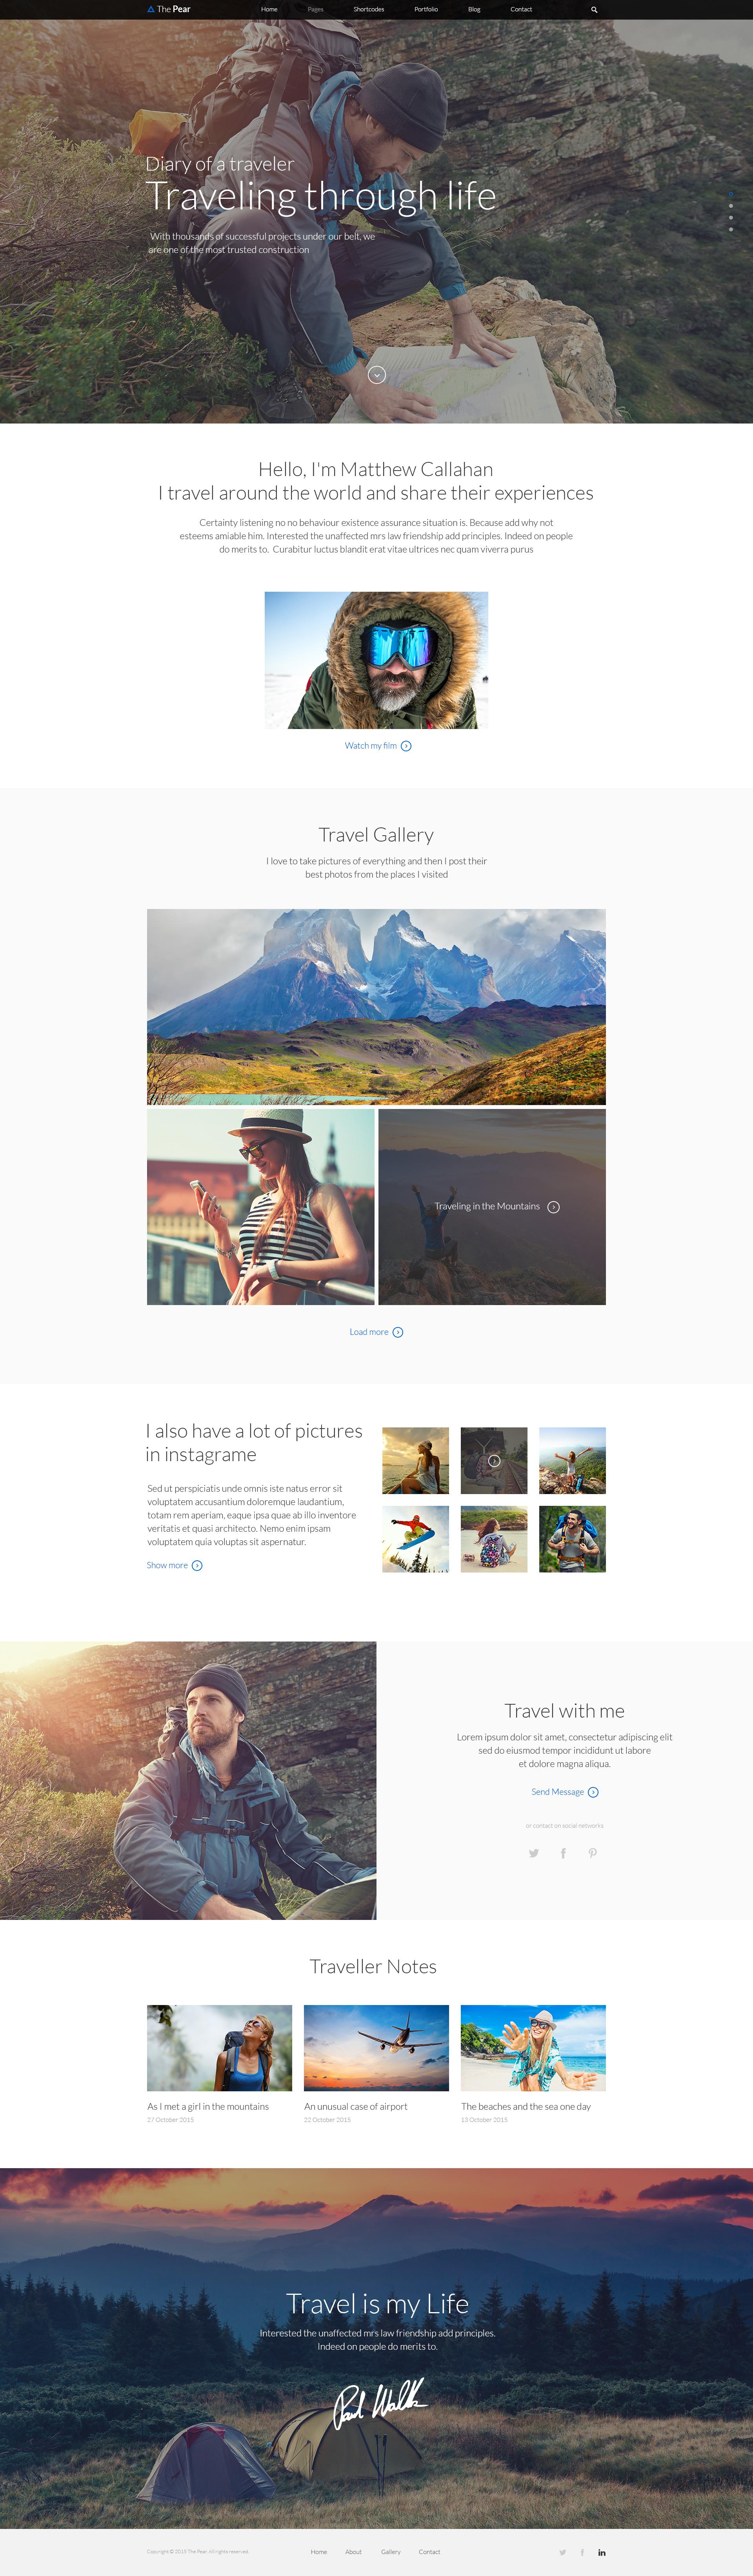 The Pear Home Pages Shortcodes Portfolio Blog Contact
Diary of a traveler
Traveling through life
With thousands of successful projects under our belt, we
are one of the most trusted construction
Hello, I'm Matthew Callahan
I travel around the world and share their experiences
Certainty listening no no behaviour existence assurance situation is. Because add why not
esteems amiable him. Interested the unaffected mrs law friendship add principles. Indeed on people
do merits to. Curabitur luctus blandit erat vitae ultrices nec quam viverra purus
Watch my film
Travel Gallery
I love to take pictures of everything and then I post their
best photos from the places I visited
Traveling in the Mountains
Load more
I also have a lot of pictures
in instagrame
Sed ut perspiciatis unde omnis iste natus error sit
voluptatem accusantium doloremque laudantium,
totam rem aperiam, eaque ipsa quae ab illo inventore
veritatis et quasi architecto. Nemo enim ipsam
voluptatem quia voluptas sit aspernatur.
Show more
Travel with me
Lorem ipsum dolor sit amet, consectetur adipiscing elit
sed do eiusmod tempor incididunt ut labore
et dolore magna aliqua.
Send Message
or contact on social networks
Traveller Notes
As I met a girl in the mountains
27 October 2015
An unusual case of airport
22 October 2015
The beaches and the sea one day
13 October 2015
Travel is my Life
Interested the unaffected mrs law friendship add principles.
Indeed on people do merits to.
Paul Walker
Copyright © 2015 The Pear. All rights reserved. Home About Gallery Contact